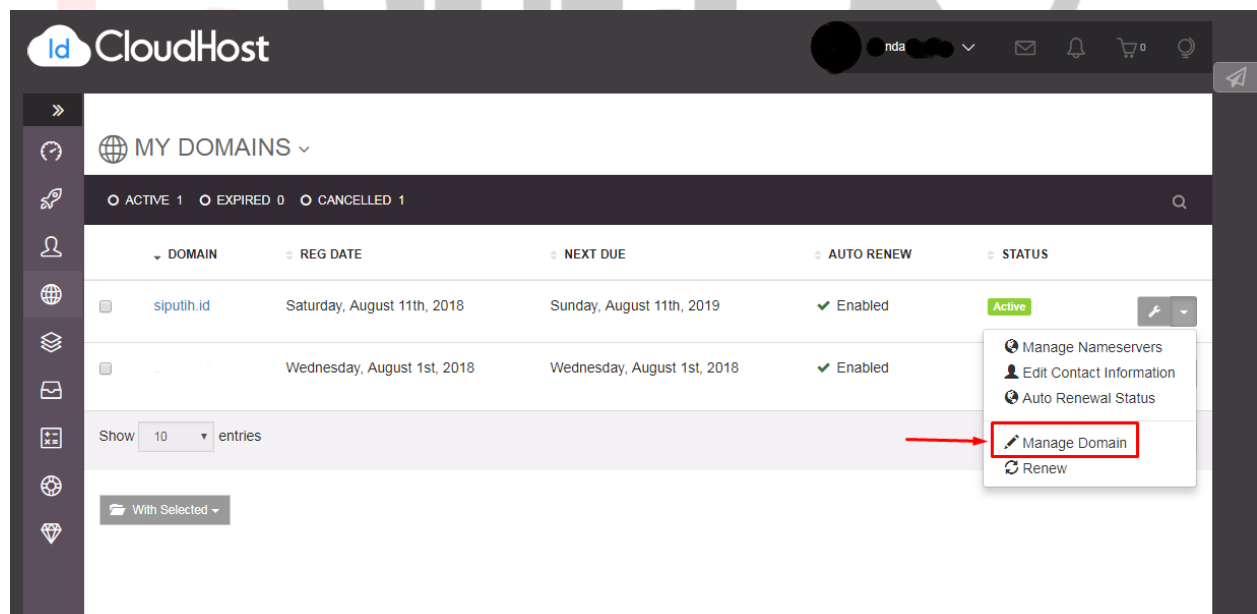 Id CloudHost
nda
0
MY DOMAINS
ACTIVE 1 EXPIRED 0 CANCELLED 1
DOMAIN REG DATE NEXT DUE AUTO RENEW STATUS
siputih.id Saturday, August 11th, 2018 Sunday, August 11th, 2019 Enabled Active
Wednesday, August 1st, 2018 Wednesday, August 1st, 2018 Enabled
Manage Nameservers
Edit Contact Information
Auto Renewal Status
Manage Domain
Renew
Show 10 entries
With Selected